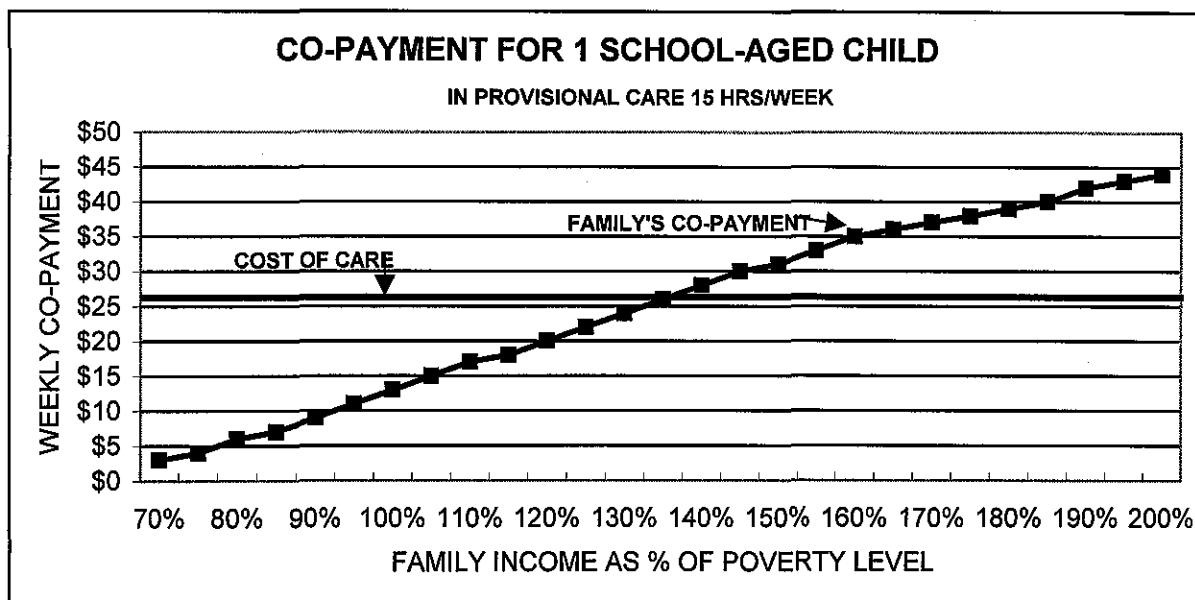 CO-PAYMENT FOR 1 SCHOOL-AGED CHILD
IN PROVISIONAL CARE 15 HRS/WEEK
WEEKLY CO-PAYMENT
$50
$45
$40
$35
$30
$25
$20
$15
$10
$5
$0
FAMILY'S CO-PAYMENT
COST OF CARE
70% 80% 90% 100% 110% 120% 130% 140% 150% 160% 170% 180% 190% 200%
FAMILY INCOME AS % OF POVERTY LEVEL